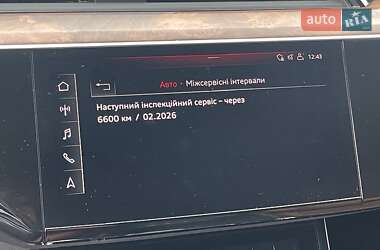 auto RIA
12:43
Авто · Міжсервісні інтервали
Наступний інспекційний сервіс – через
6600 км / 02.2026